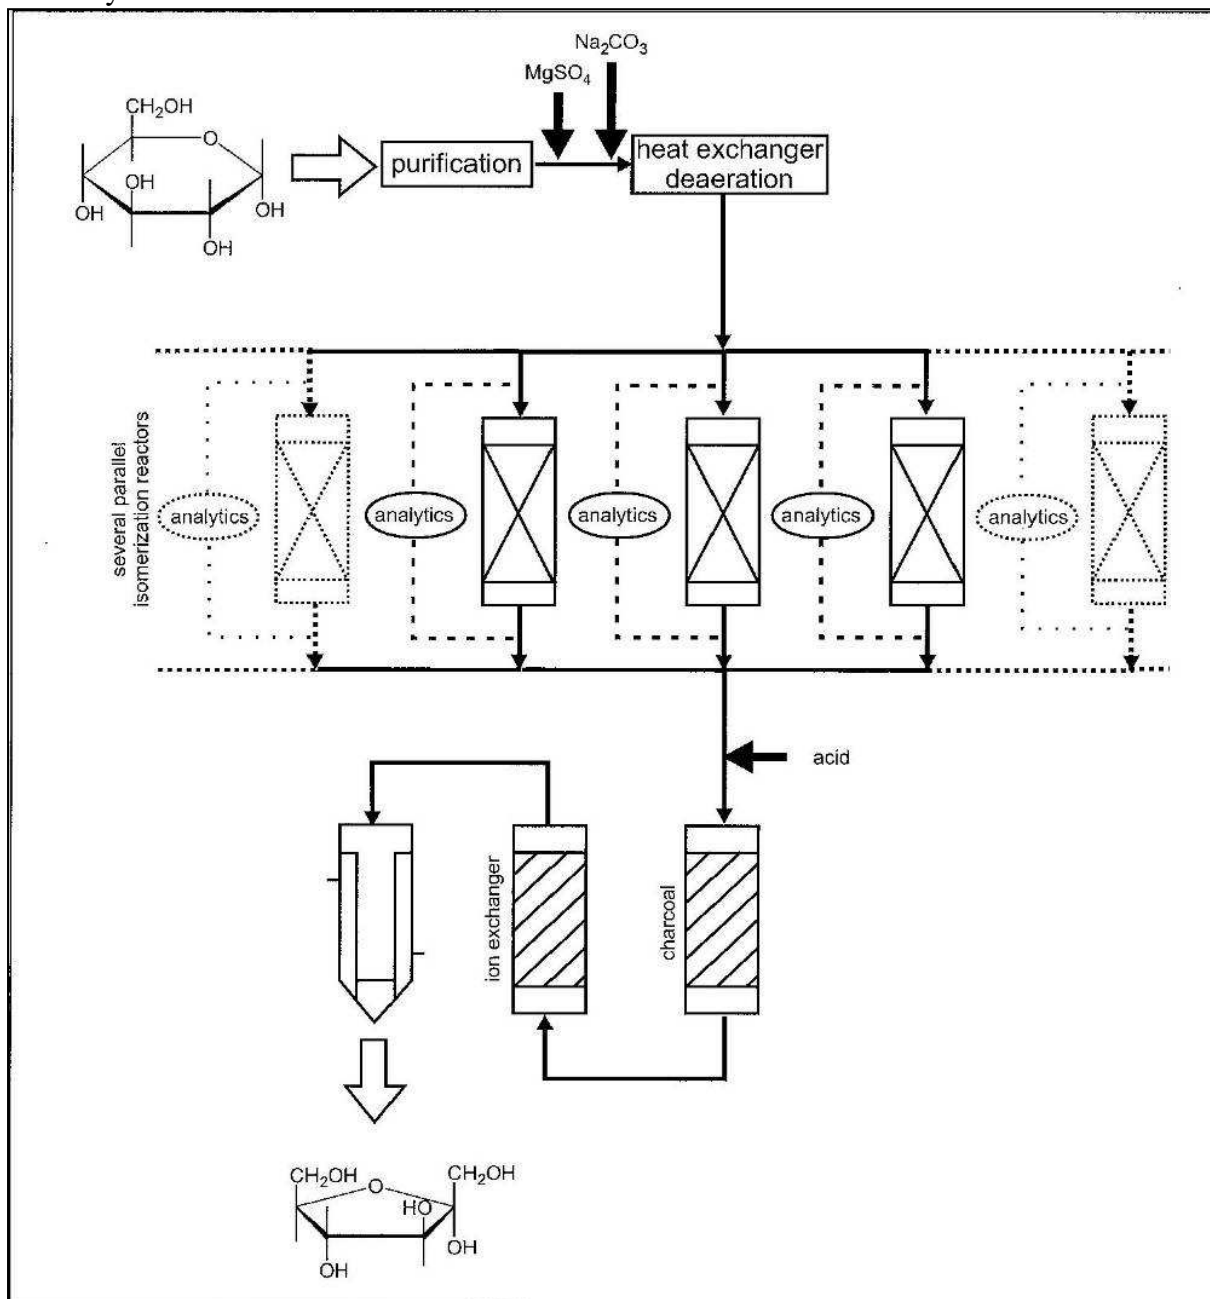 Na2CO3
MgSO4
CH2OH
O
OH
OH
OH
OH
purification
heat exchanger
deaeration
several parallel
isomerization reactors
analytics
analytics
analytics
analytics
analytics
acid
ion exchanger
charcoal
CH2OH
O
CH2OH
HO
OH
OH